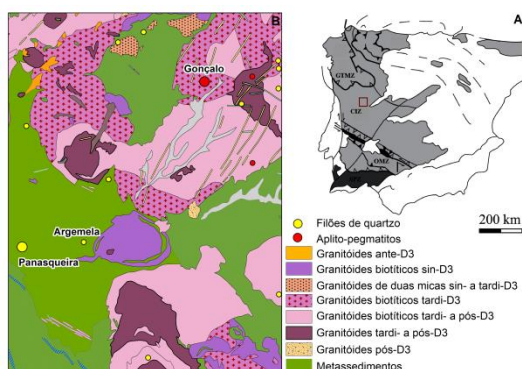 B
Gonçalo
Argemela
Panasqueira
A
GTMZ
CIZ
OMZ
200 km
Filões de quartzo
Aplito-pegmatitos
Granitóides ante-D3
Granitóides biotíticos sin-D3
Granitóides de duas micas sin- a tardi-D3
Granitóides biotíticos tardi-D3
Granitóides biotíticos tardi- a pós-D3
Granitóides tardi- a pós-D3
Granitóides pós-D3
Metassedimentos